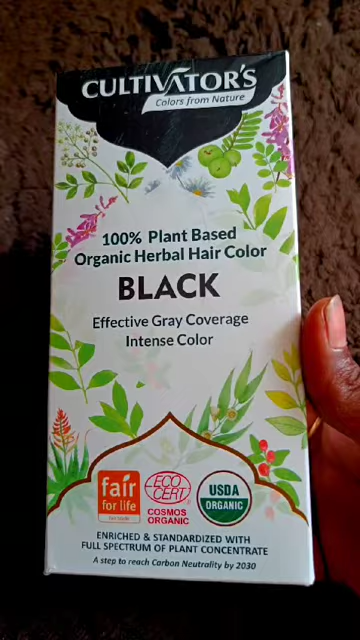 CULTIVATOR'S
Colors from Nature
100% Plant Based
Organic Herbal Hair Color
BLACK
Effective Gray Coverage
Intense Color
fair
for life
ECO
CERT
COSMOS
ORGANIC
USDA
ORGANIC
ENRICHED & STANDARDIZED WITH
FULL SPECTRUM OF PLANT CONCENTRATE
A step to reach Carbon Neutrality by 2030